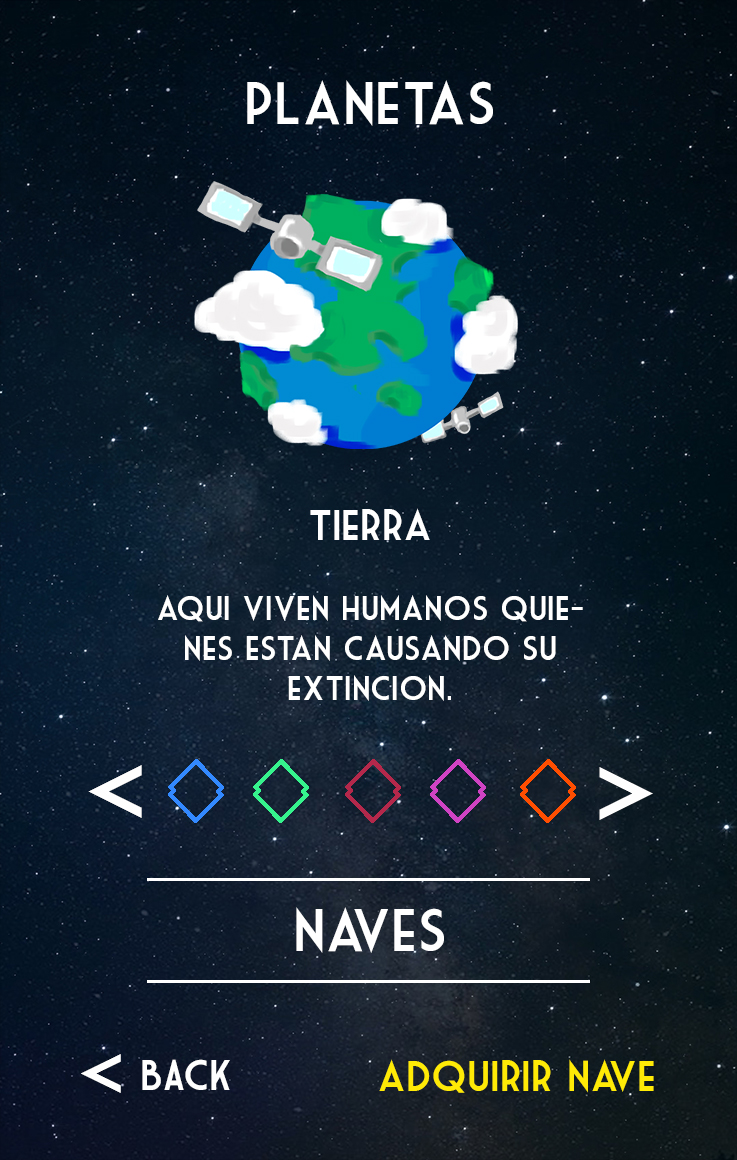 PLANETAS
TIERRA
AQUI VIVEN HUMANOS QUIE-
NES ESTAN CAUSANDO SU
EXTINCION.
NAVES
< BACK
ADQUIRIR NAVE